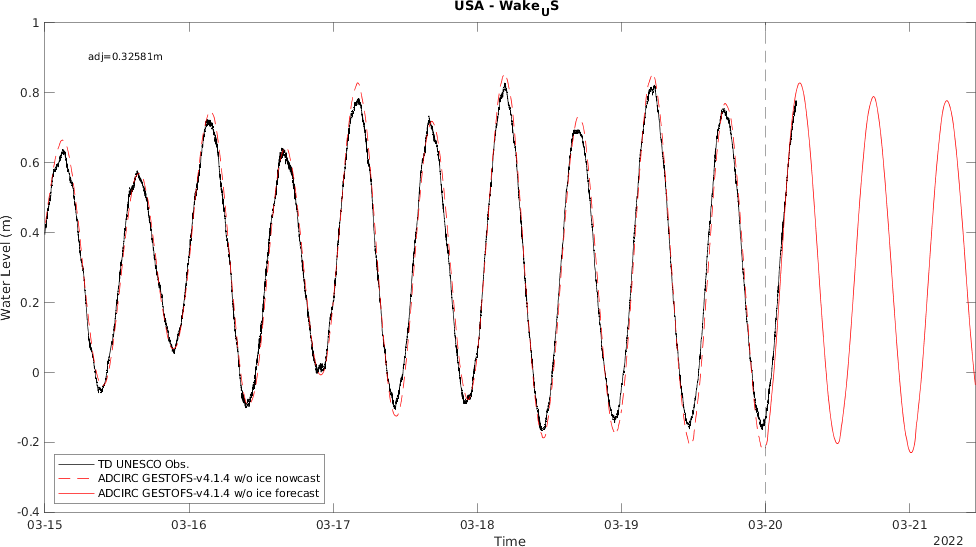 USA - WakeUS
adj=0.32581m
1
0.8
0.6
0.4
0.2
0
-0.2
-0.4
Water Level (m)
TD UNESCO Obs.
ADCIRC GESTOFS-v4.1.4 w/o ice nowcast
ADCIRC GESTOFS-v4.1.4 w/o ice forecast
03-15 03-16 03-17 03-18 03-19 03-20 03-21
Time
2022